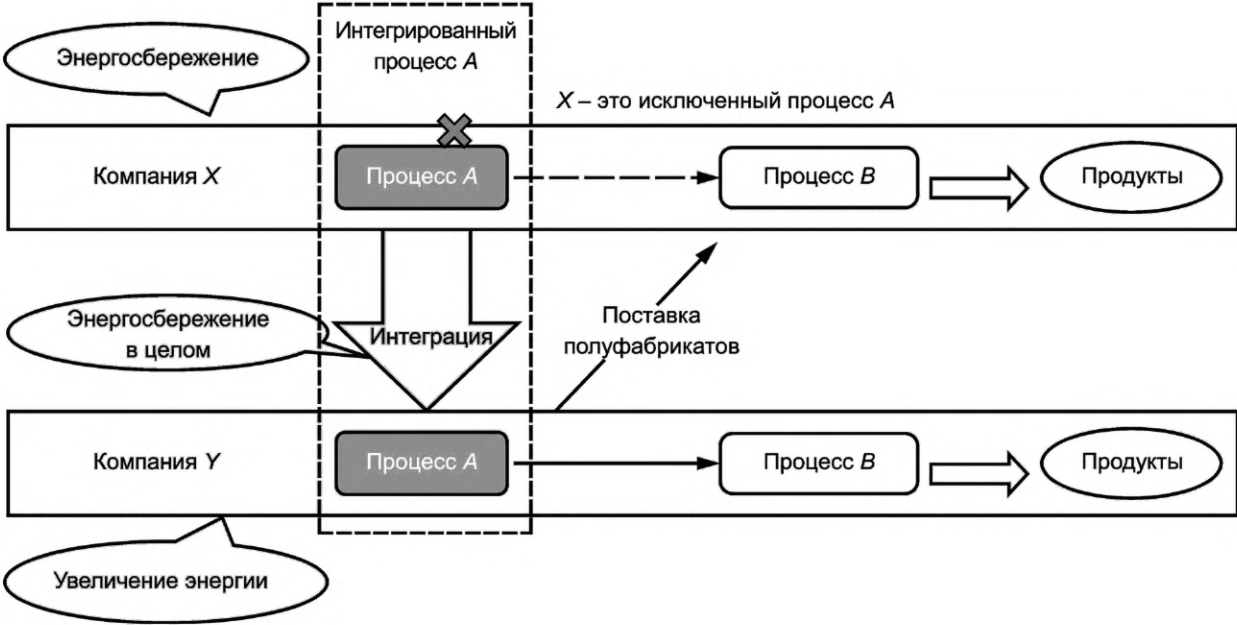 Интегрированный
процесс A
Энергосбережение
X – это исключенный процесс A
Компания X
Процесс A
Процесс B
Продукты
Энергосбережение
в целом
Интеграция
Поставка
полуфабрикатов
Компания Y
Процесс A
Процесс B
Продукты
Увеличение энергии